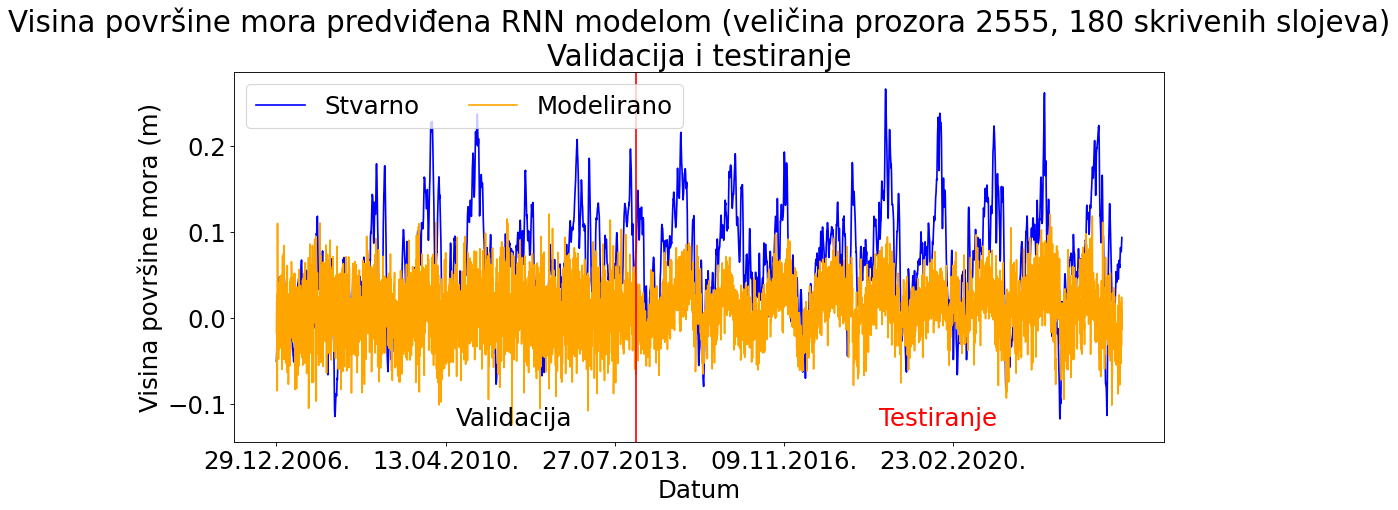 Visina površine mora predviđena RNN modelom (veličina prozora 2555, 180 skrivenih slojeva)
Validacija i testiranje
Stvarno
Modelirano
Visina površine mora (m)
0.2
0.1
0.0
−0.1
Validacija
Testiranje
29.12.2006.
13.04.2010.
27.07.2013.
09.11.2016.
23.02.2020.
Datum